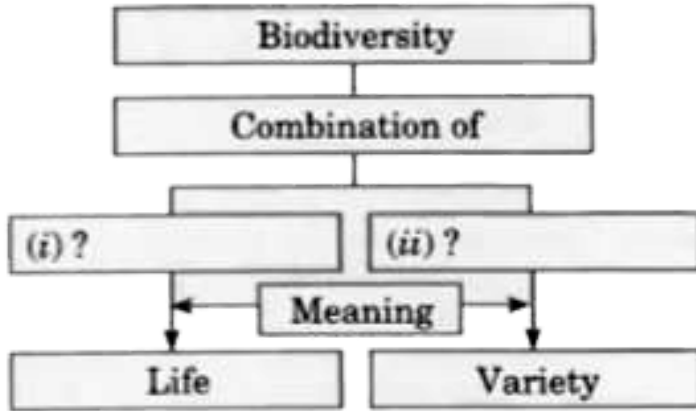 Biodiversity
Combination of
(i) ?
(ii) ?
Meaning
Life
Variety